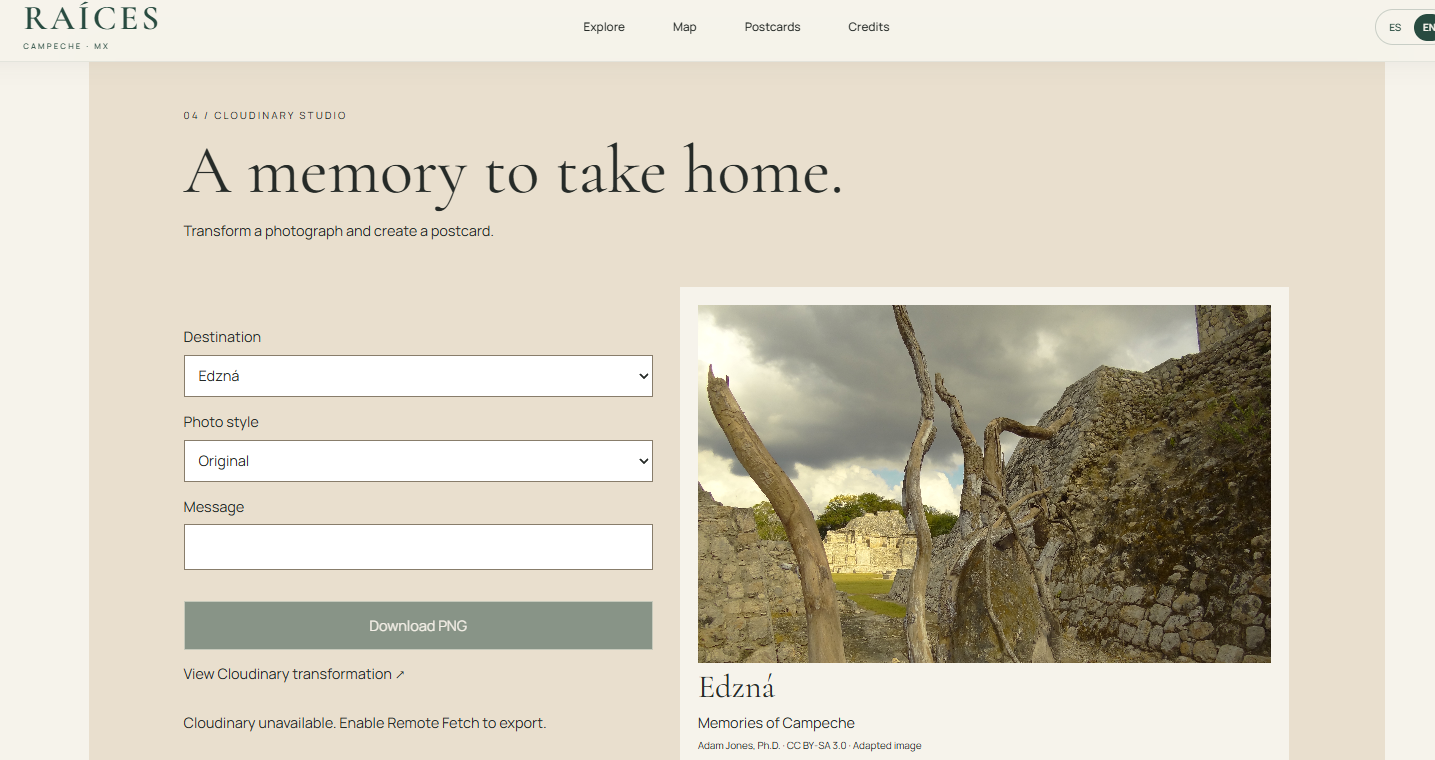 RAÍCES
CAMPECHE · MX
Explore
Map
Postcards
Credits
ES
EN
04 / CLOUDINARY STUDIO
A memory to take home.
Transform a photograph and create a postcard.
Destination
Edzná
Photo style
Original
Message
Download PNG
View Cloudinary transformation ↗
Cloudinary unavailable. Enable Remote Fetch to export.
Edzná
Memories of Campeche
Adam Jones, Ph.D. · CC BY-SA 3.0 · Adapted image